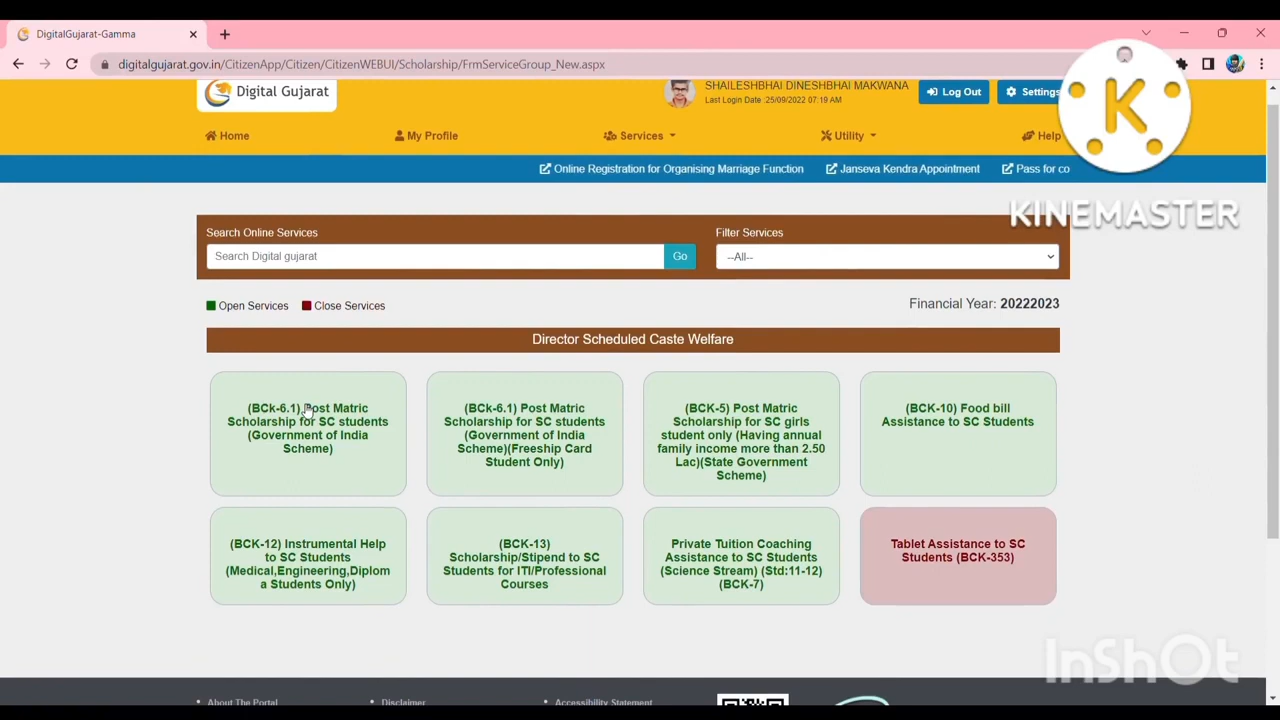 DigitalGujarat-Gamma
digitalgujarat.gov.in/CitizenApp/Citizen/CitizenWEBUI/Scholarship/FrmServiceGroup_New.aspx
Digital Gujarat
SHAILESHBHAI DINESHBHAI MAKWANA
Last Login Date :25/09/2022 07:19 AM
Log Out
Settings
K
KINEMASTER
Home
My Profile
Services
Utility
Help
Online Registration for Organising Marriage Function
Janseva Kendra Appointment
Pass for co
Search Online Services
Filter Services
Search Digital gujarat
Go
--All--
Open Services
Close Services
Financial Year: 20222023
Director Scheduled Caste Welfare
(BCk-6.1) Post Matric
Scholarship for SC students
(Government of India
Scheme)
(BCk-6.1) Post Matric
Scholarship for SC students
(Government of India
Scheme)(Freeship Card
Student Only)
(BCK-5) Post Matric
Scholarship for SC girls
student only (Having annual
family income more than 2.50
Lac)(State Government
Scheme)
(BCK-10) Food bill
Assistance to SC Students
(BCK-12) Instrumental Help
to SC Students
(Medical,Engineering,Diplom
a Students Only)
(BCK-13)
Scholarship/Stipend to SC
Students for ITI/Professional
Courses
Private Tuition Coaching
Assistance to SC Students
(Science Stream) (Std:11-12)
(BCK-7)
Tablet Assistance to SC
Students (BCK-353)
InShOt
About The Portal
Disclaimer
Accessibility Statement